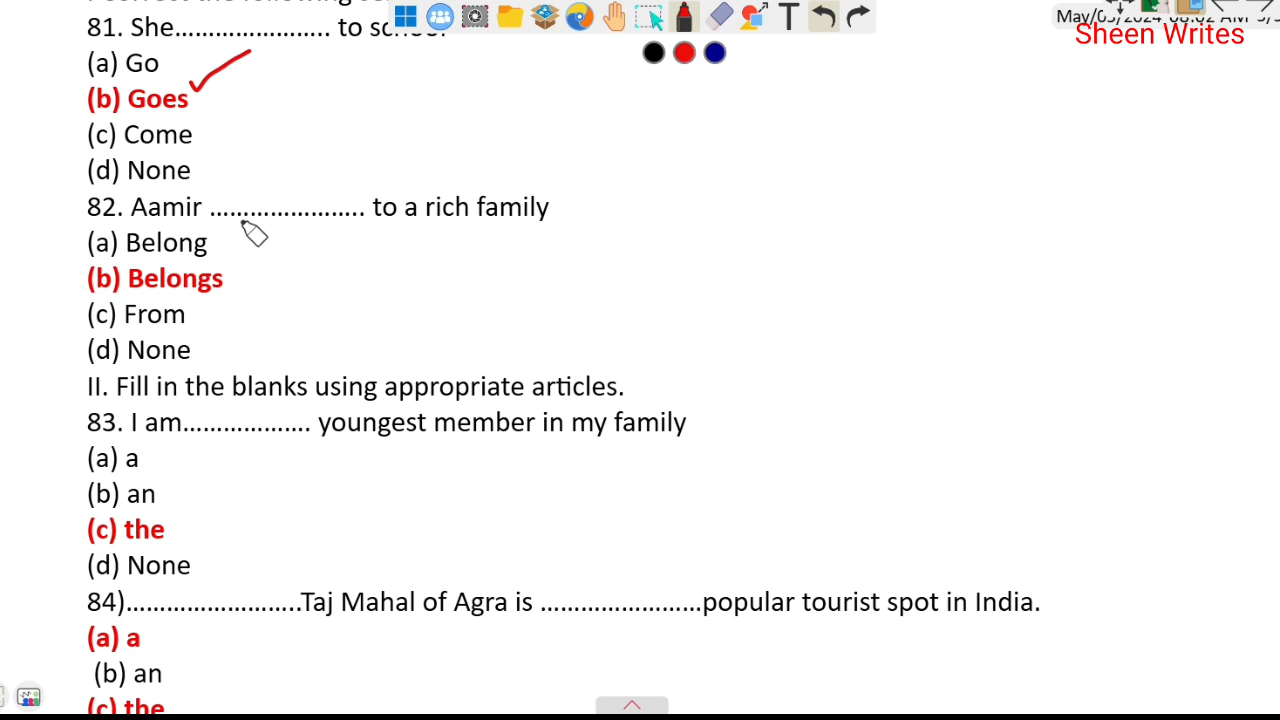 81. She…………………….. to school
(a) Go
(b) Goes
(c) Come
(d) None
82. Aamir ………………….. to a rich family
(a) Belong
(b) Belongs
(c) From
(d) None
II. Fill in the blanks using appropriate articles.
83. I am………………. youngest member in my family
(a) a
(b) an
(c) the
(d) None
84)……………………..Taj Mahal of Agra is ……………………popular tourist spot in India.
(a) a
(b) an
(c) the
Sheen Writes